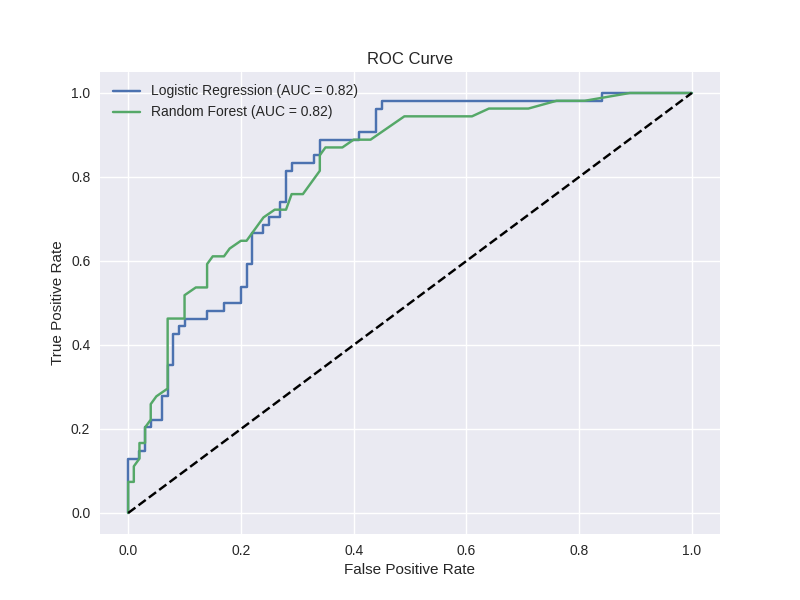 ROC Curve
Logistic Regression (AUC = 0.82)
Random Forest (AUC = 0.82)
True Positive Rate
1.0
0.8
0.6
0.4
0.2
0.0
0.0 0.2 0.4 0.6 0.8 1.0
False Positive Rate